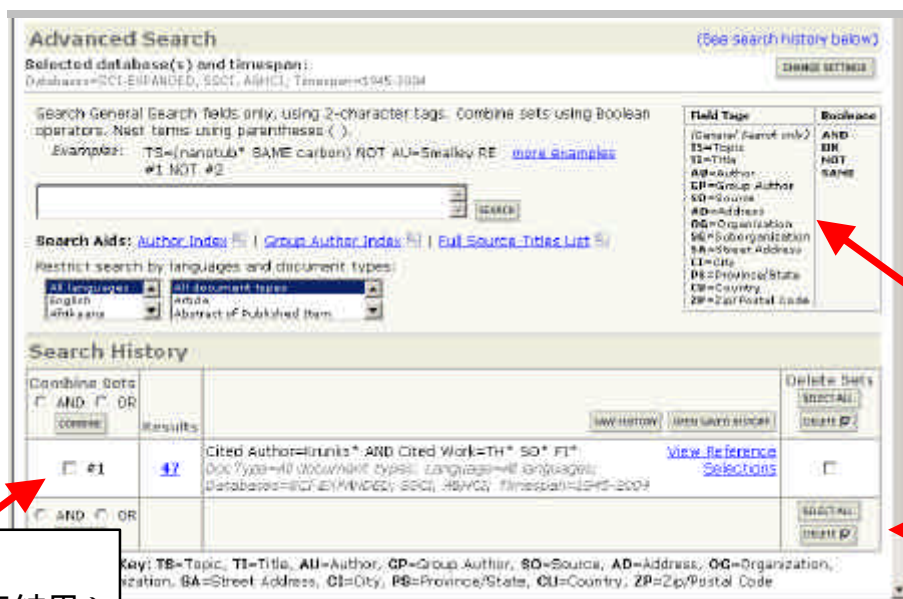 Advanced Search
(See search history below)
Selected database(s) and timespan:
Databases=SCI-EXPANDED, SSCI, A&HCI, Timespan=1945-2004
CHANGE SETTINGS
Search General Search fields only, using 2-character tags. Combine sets using Boolean
operators. Nest terms using parentheses ( ).
Examples: TS=(nanotub* SAME carbon) NOT AU=Smalley RE more examples
#1 NOT #2
SEARCH
Field Tags
(General Search only)
TS=Topic
TI=Title
AU=Author
GP=Group Author
SO=Source
AD=Address
OG=Organization
SG=Suborganization
SA=Street Address
CI=City
PS=Province/State
CU=Country
ZP=Zip/Postal Code
Booleans
AND
OR
NOT
SAME
Search Aids: Author Index | Group Author Index | Full Source Titles List
Restrict search by languages and document types:
All languages
English
Afrikaans
All document types
Article
Abstract of Published Item
Search History
Combine Sets
AND OR
COMBINE
Results
SAVE HISTORY
OPEN SAVED HISTORY
Delete Sets
SELECT ALL
DELETE
#1
47
Cited Author=Krunks* AND Cited Work=TH* SO* FI*
Doc Type=All document types; Language=All languages;
Databases=SCI-EXPANDED, SSCI, A&HCI; Timespan=1945-2004
View Reference
Selections
AND OR
SELECT ALL
DELETE
Key: TS=Topic, TI=Title, AU=Author, GP=Group Author, SO=Source, AD=Address, OG=Organization,
ization, SA=Street Address, CI=City, PS=Province/State, CU=Country, ZP=Zip/Postal Code